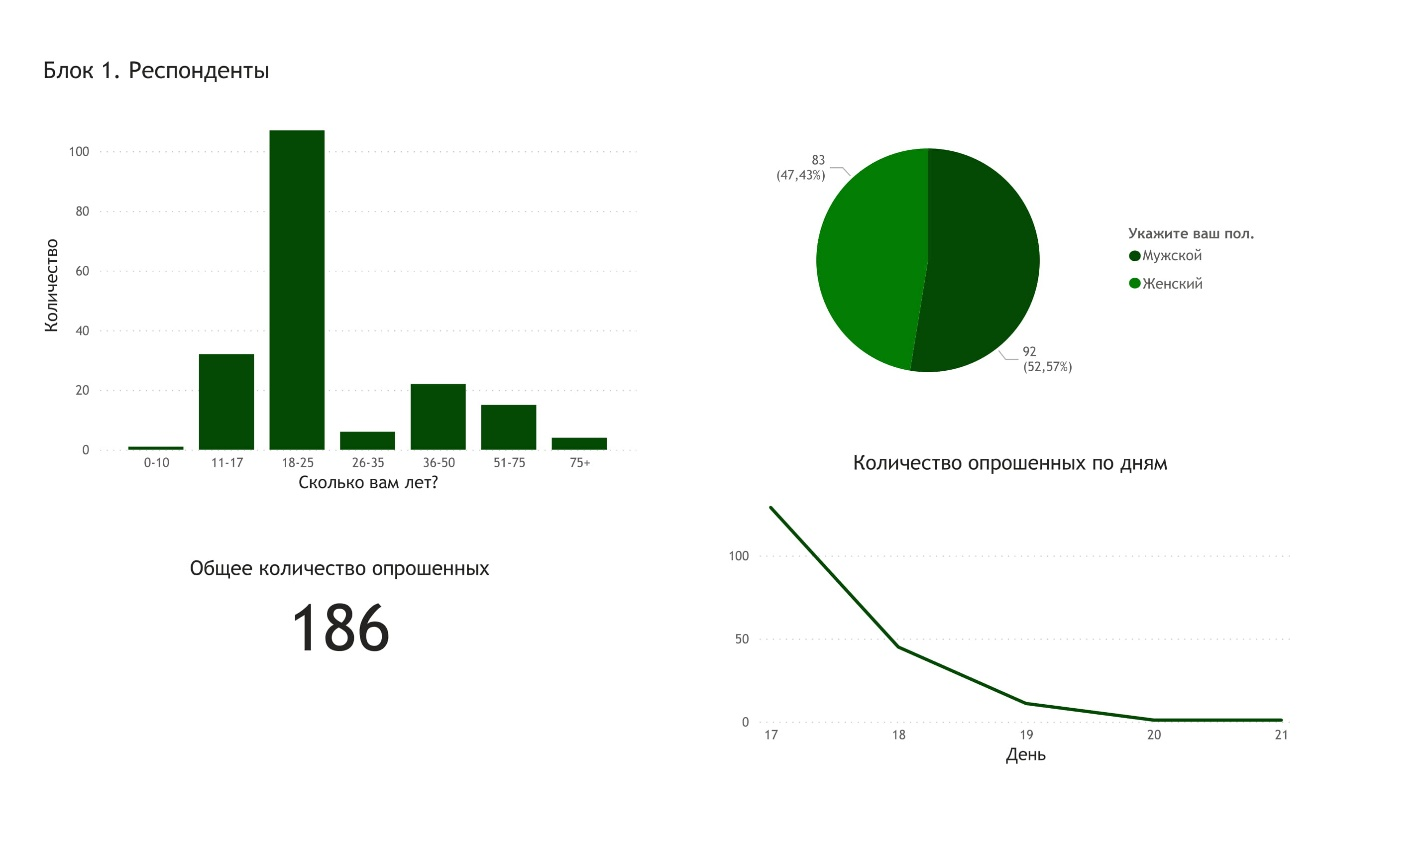 Блок 1. Респонденты
Количество
100
80
60
40
20
0
0-10 11-17 18-25 26-35 36-50 51-75 75+
Сколько вам лет?
83
(47,43%)
92
(52,57%)
Укажите ваш пол.
Мужской
Женский
Общее количество опрошенных
186
Количество опрошенных по дням
100
50
0
17 18 19 20 21
День